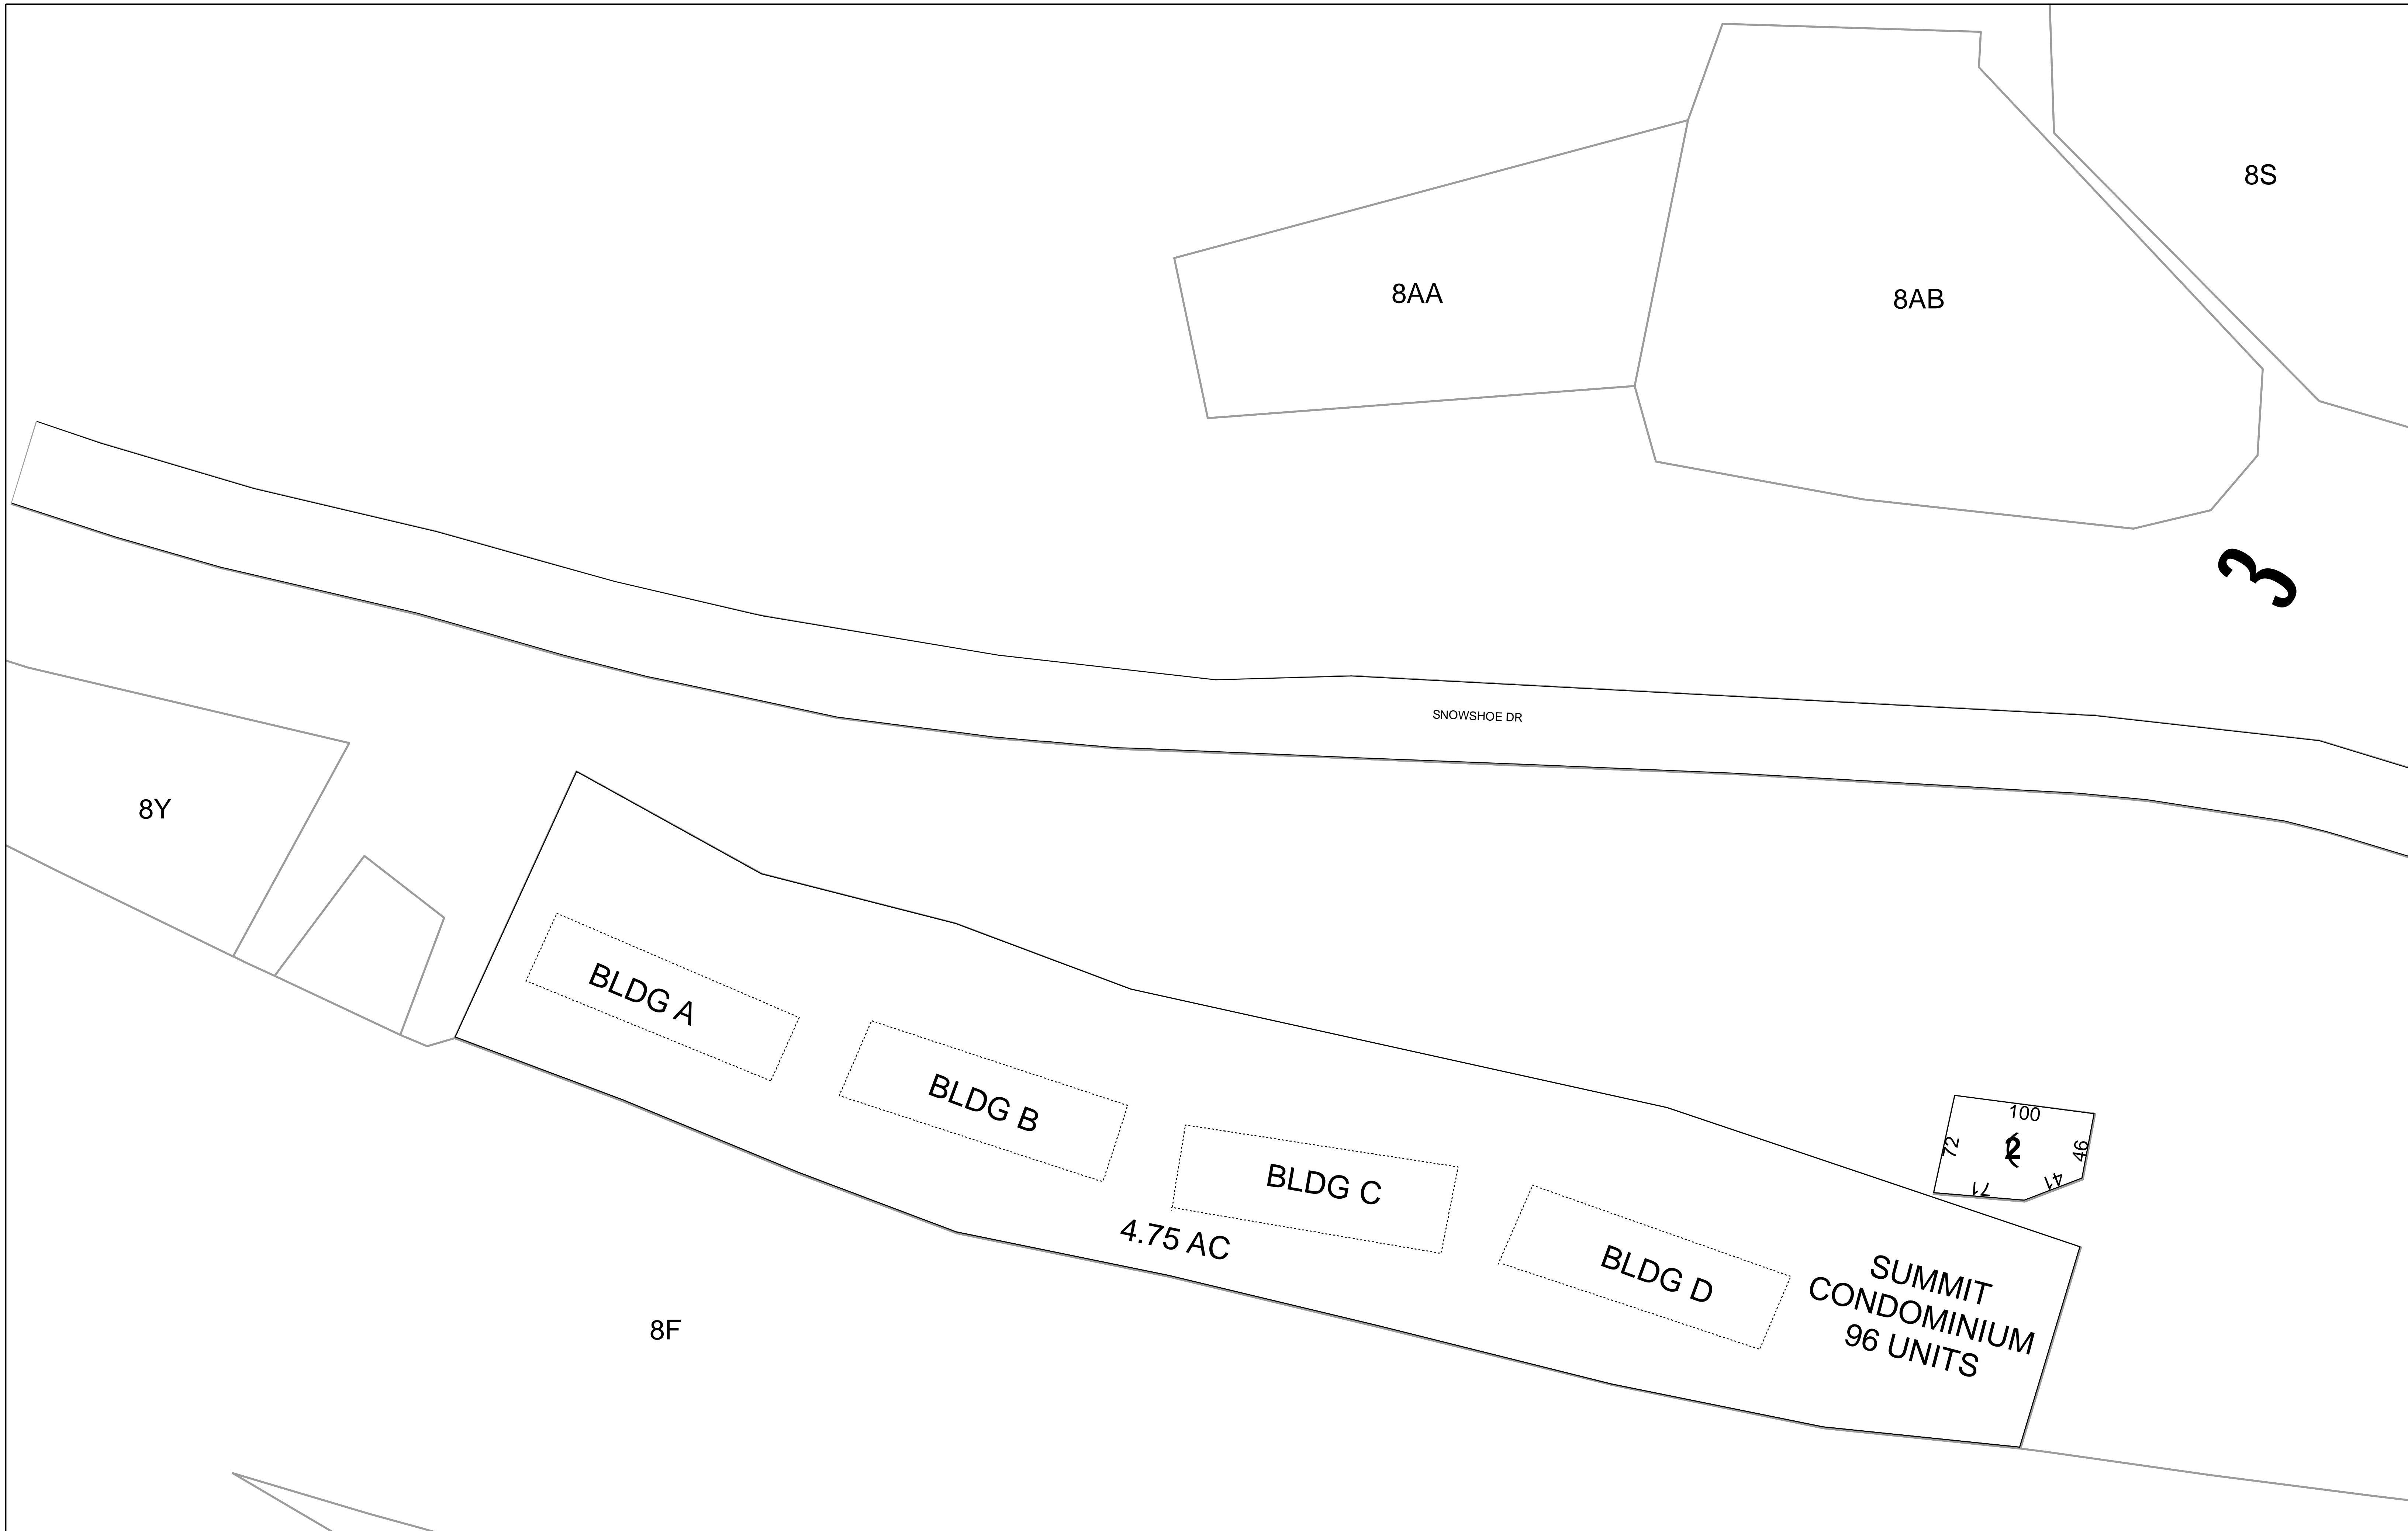 8S
8AA
8AB
3
SNOWSHOE DR
8Y
BLDG A
BLDG B
BLDG C
BLDG D
4.75 AC
100
72
2
46
41
71
SUMMIT
CONDOMINIUM
96 UNITS
8F